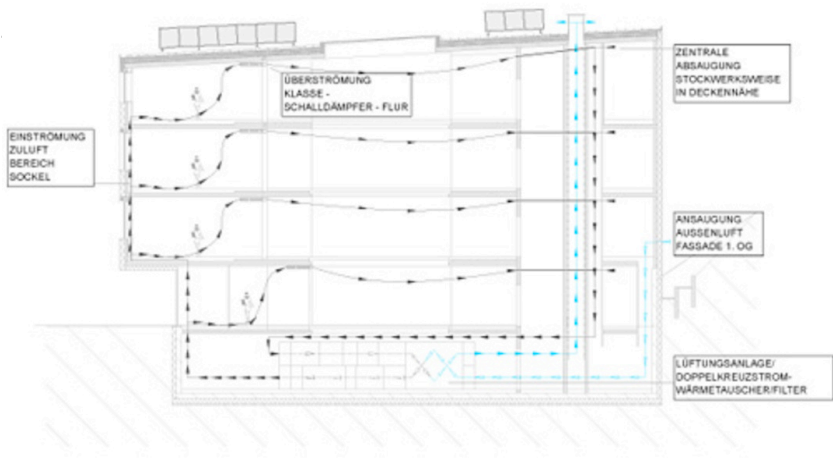 ZENTRALE
ABSAUGUNG
STOCKWERKSWEISE
IN DECKENNÄHE
ÜBERSTRÖMUNG
KLASSE -
SCHALLDÄMPFER - FLUR
EINSTRÖMUNG
ZULUFT
BEREICH
SOCKEL
ANSAUGUNG
AUSSENLUFT
FASSADE 1. OG
LÜFTUNGSANLAGE/
DOPPELKREUZSTROM-
WÄRMETAUSCHER/FILTER